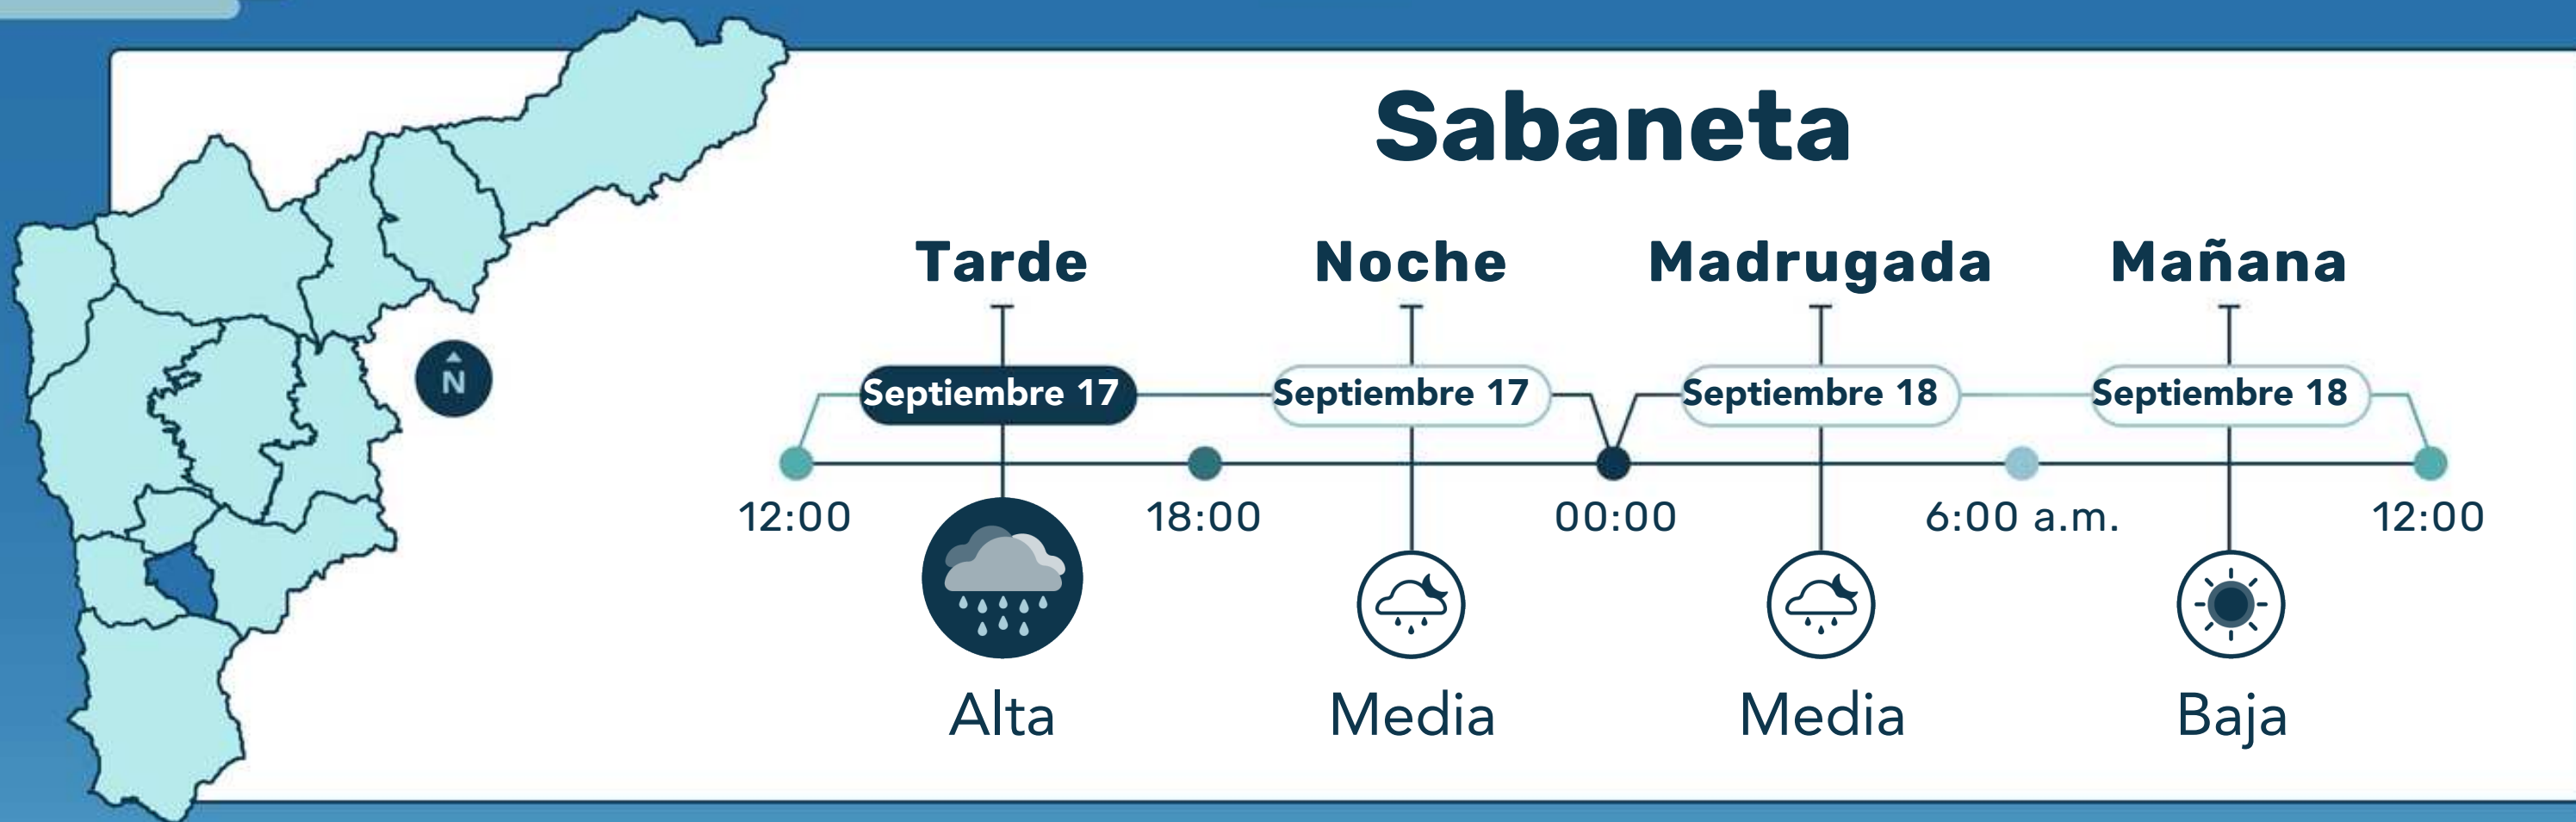 Sabaneta
Tarde Noche Madrugada Mañana
N
Septiembre 17 Septiembre 17 Septiembre 18 Septiembre 18
12:00 18:00 00:00 6:00 a.m. 12:00
Alta Media Media Baja